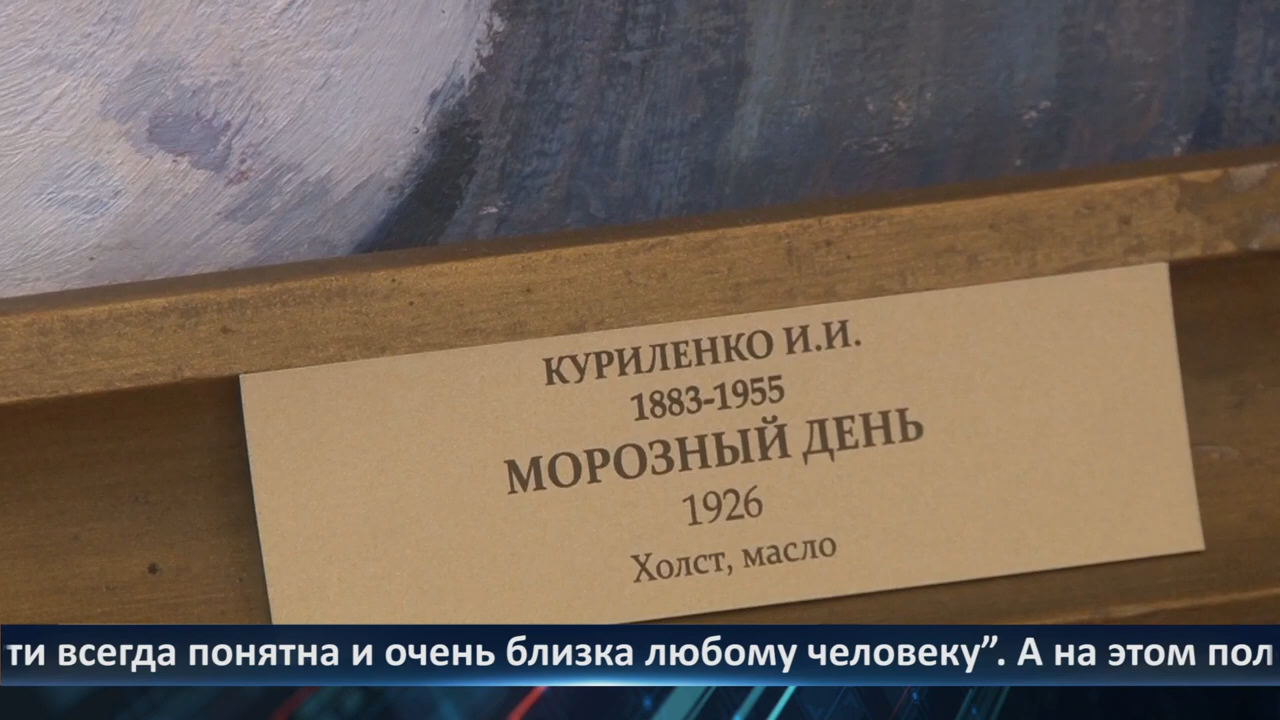 КУРИЛЕНКО И.И.
1883-1955
МОРОЗНЫЙ ДЕНЬ
1926
Холст, масло
ти всегда понятна и очень близка любому человеку”. А на этом пол